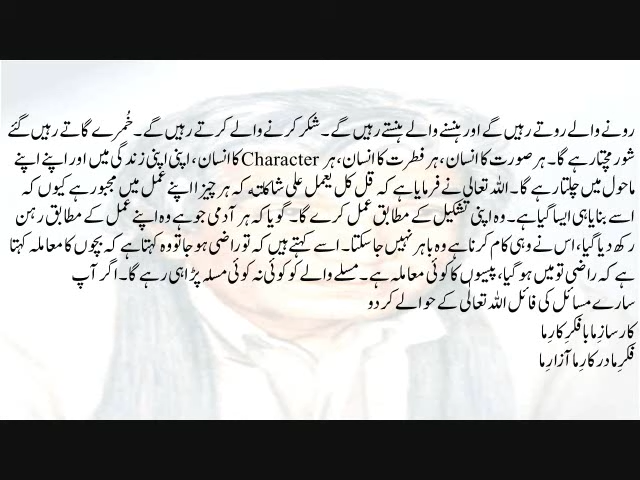 رونے والے روتے رہیں گے اور ہنسنے والے ہنستے رہیں گے۔ شکر کرنے والے کرتے رہیں گے۔ خُمرے گاتے رہیں گئے
شور مچتا رہے گا۔ ہر صورت کا انسان، ہر فطرت کا انسان، ہر Character کا انسان، اپنی اپنی زندگی میں اور اپنے اپنے
ماحول میں چلتا رہے گا۔ اللہ تعالی نے فرمایا ہے کہ قل کل یعمل علی شاکلتہ کہ ہر چیز اپنے عمل میں مجبور ہے کیوں کہ
اسے بنایا ہی ایسا گیا ہے۔ وہ اپنی تشکیل کے مطابق عمل کرے گا۔ گویا کہ ہر آدمی جو ہے وہ اپنے عمل کے مطابق رہن
رکھ دیا گیا، اس نے وہی کام کرنا ہے وہ باہر نہیں جا سکتا۔ اسے کہتے ہیں کہ تو راضی ہو جا تو وہ کہتا ہے کہ بچوں کا معاملہ کہتا
ہے کہ راضی تو میں ہو گیا، پیسوں کا کوئی معاملہ ہے۔ مسلے والے کو کوئی نہ کوئی مسلہ پڑا ہی رہے گا۔ اگر آپ
سارے مسائل کی فائل اللہ تعالٰی کے حوالے کر دو
کار سازِ ما با فکرِ کارِ ما
فکرِ ما در کارِ ما آزارِ ما